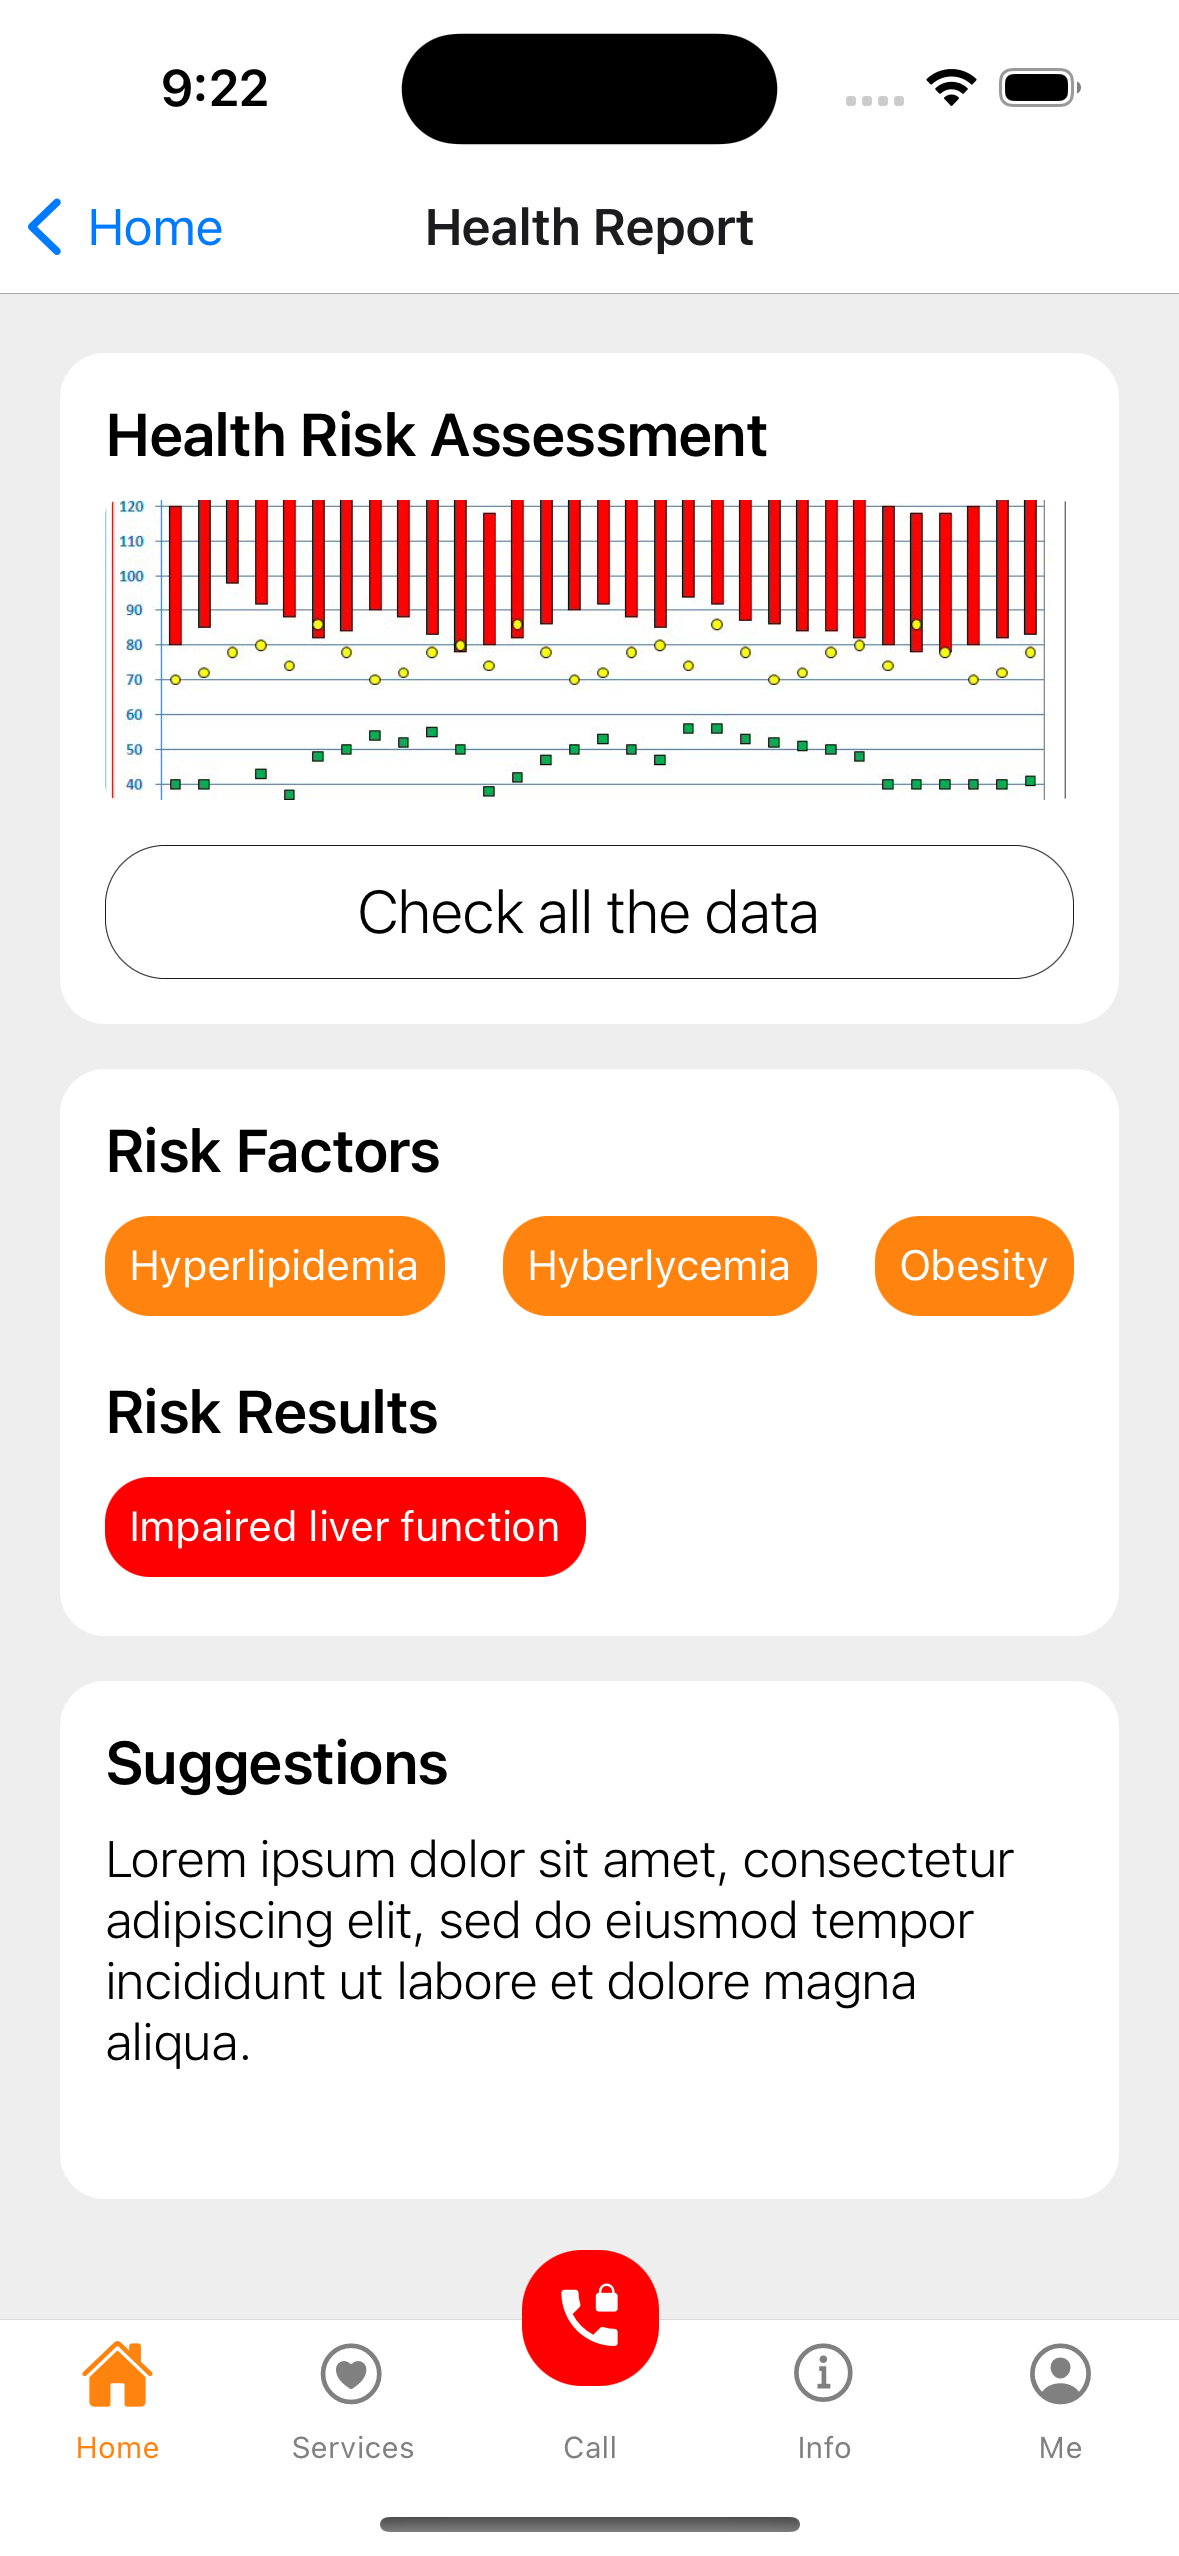 9:22
Home
Health Report
Health Risk Assessment
120
110
100
90
80
70
60
50
40
Check all the data
Risk Factors
Hyperlipidemia
Hyberlycemia
Obesity
Risk Results
Impaired liver function
Suggestions
Lorem ipsum dolor sit amet, consectetur
adipiscing elit, sed do eiusmod tempor
incididunt ut labore et dolore magna
aliqua.
Home
Services
Call
Info
Me